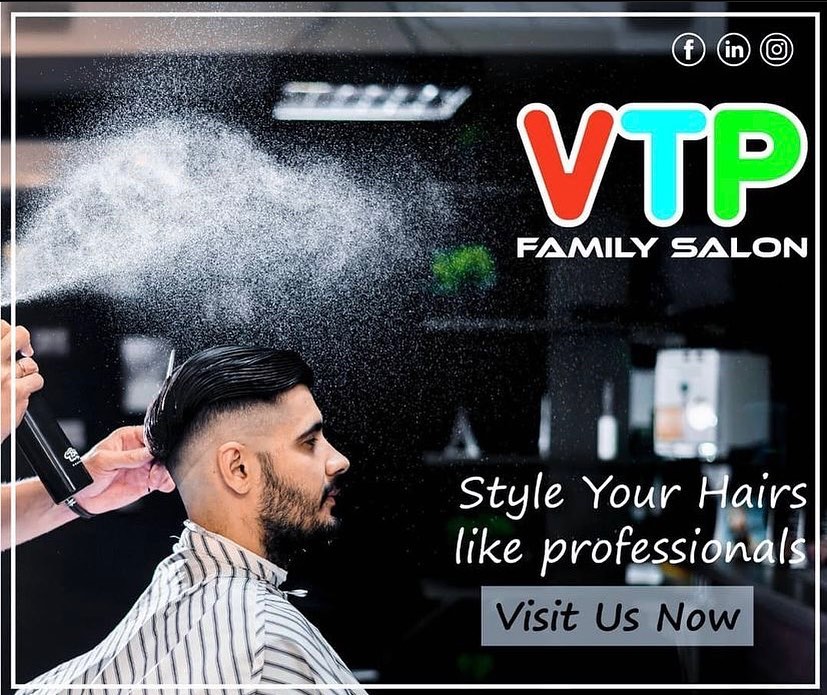 VTP
FAMILY SALON
Style Your Hairs
like professionals
Visit Us Now